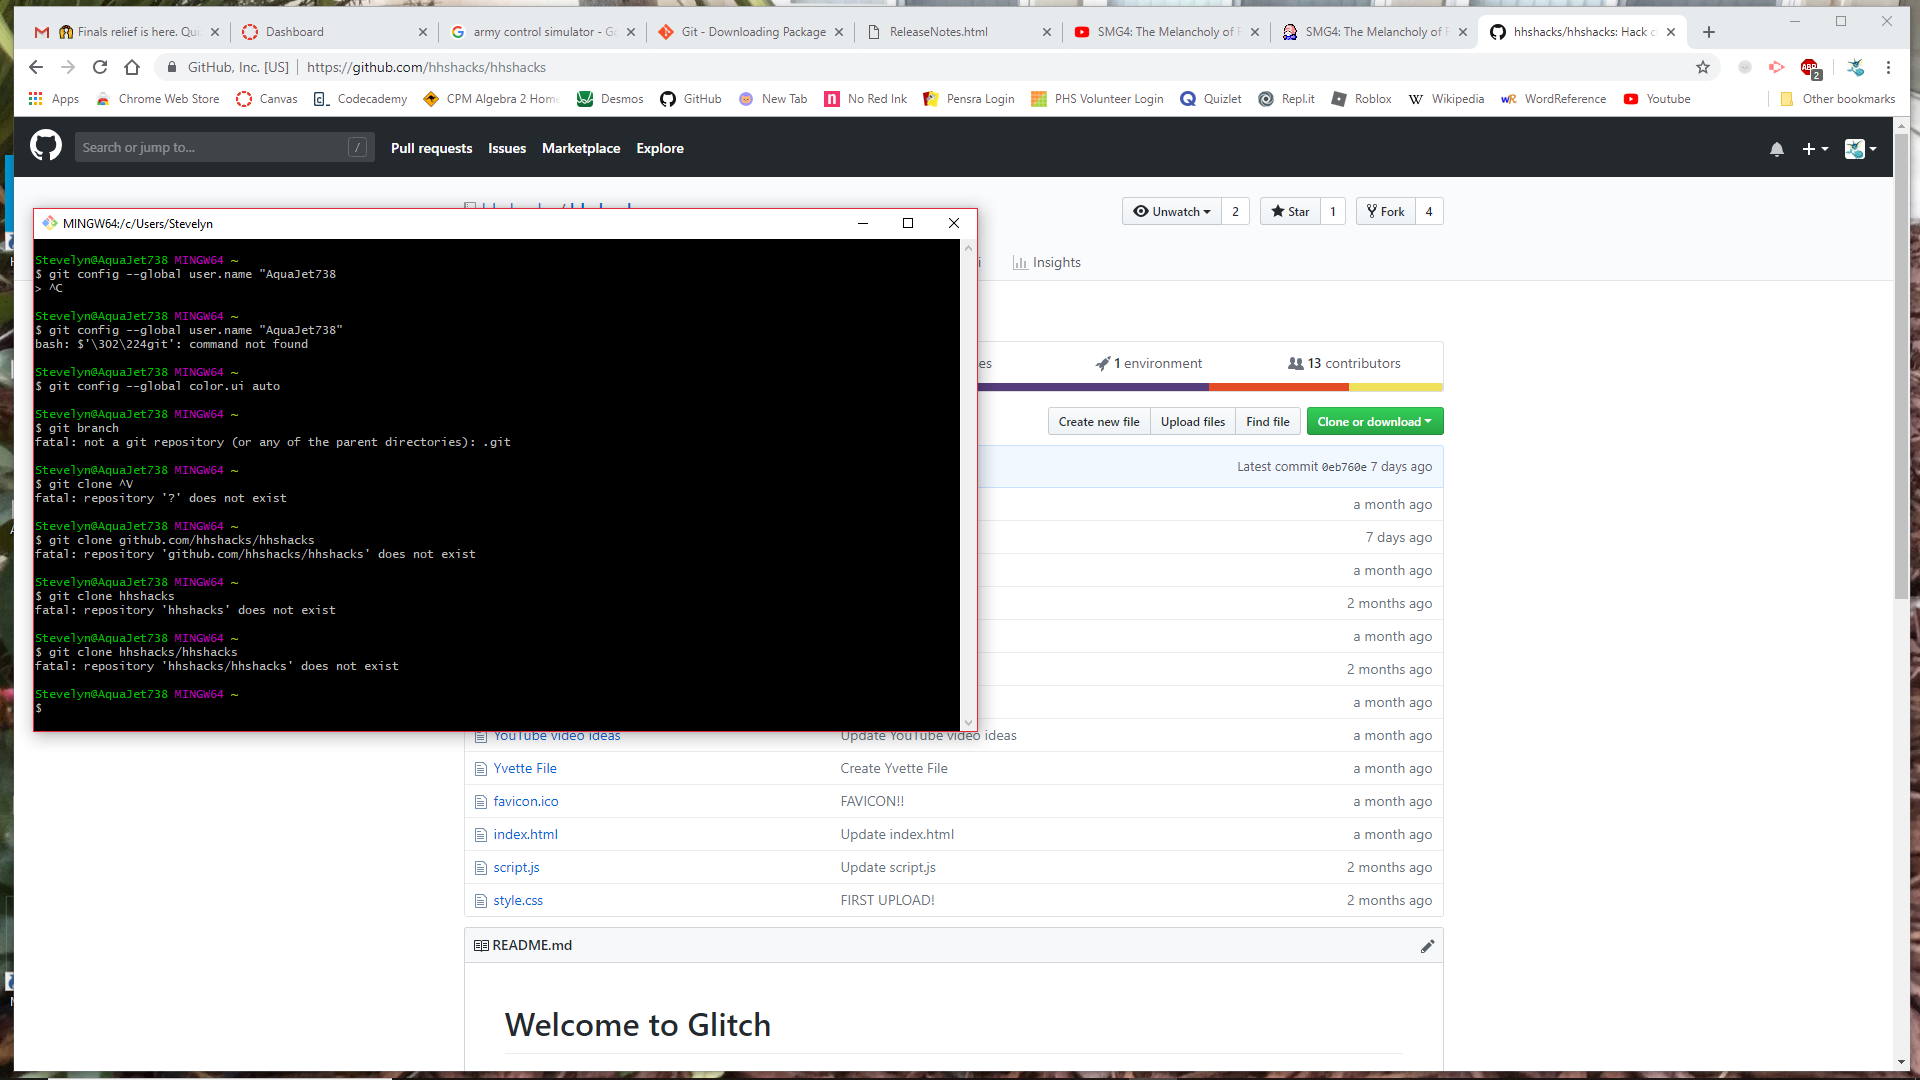 Finals relief is here. Qui
Dashboard
army control simulator - Go
Git - Downloading Package
ReleaseNotes.html
SMG4: The Melancholy of F
SMG4: The Melancholy of F
hhshacks/hhshacks: Hack c
GitHub, Inc. [US] | https://github.com/hhshacks/hhshacks
ABP
2
Apps Chrome Web Store Canvas Codecademy CPM Algebra 2 Home Desmos GitHub New Tab No Red Ink Pensra Login PHS Volunteer Login Quizlet Repl.it Roblox Wikipedia WordReference Youtube Other bookmarks
Search or jump to... / Pull requests Issues Marketplace Explore
Unwatch 2 Star 1 Fork 4
Insights
1 environment 13 contributors
Create new file Upload files Find file Clone or download
Latest commit 0eb760e 7 days ago
a month ago
7 days ago
a month ago
2 months ago
a month ago
2 months ago
a month ago
MINGW64:/c/Users/Stevelyn
Stevelyn@AquaJet738 MINGW64 ~
$ git config --global user.name "AquaJet738
> ^C
Stevelyn@AquaJet738 MINGW64 ~
$ git config --global user.name "AquaJet738"
bash: $'\302\224git': command not found
Stevelyn@AquaJet738 MINGW64 ~
$ git config --global color.ui auto
Stevelyn@AquaJet738 MINGW64 ~
$ git branch
fatal: not a git repository (or any of the parent directories): .git
Stevelyn@AquaJet738 MINGW64 ~
$ git clone ^V
fatal: repository '?' does not exist
Stevelyn@AquaJet738 MINGW64 ~
$ git clone github.com/hhshacks/hhshacks
fatal: repository 'github.com/hhshacks/hhshacks' does not exist
Stevelyn@AquaJet738 MINGW64 ~
$ git clone hhshacks
fatal: repository 'hhshacks' does not exist
Stevelyn@AquaJet738 MINGW64 ~
$ git clone hhshacks/hhshacks
fatal: repository 'hhshacks/hhshacks' does not exist
Stevelyn@AquaJet738 MINGW64 ~
$
YouTube video ideas Update YouTube video ideas a month ago
Yvette File Create Yvette File a month ago
favicon.ico FAVICON!! a month ago
index.html Update index.html a month ago
script.js Update script.js 2 months ago
style.css FIRST UPLOAD! 2 months ago
README.md
Welcome to Glitch